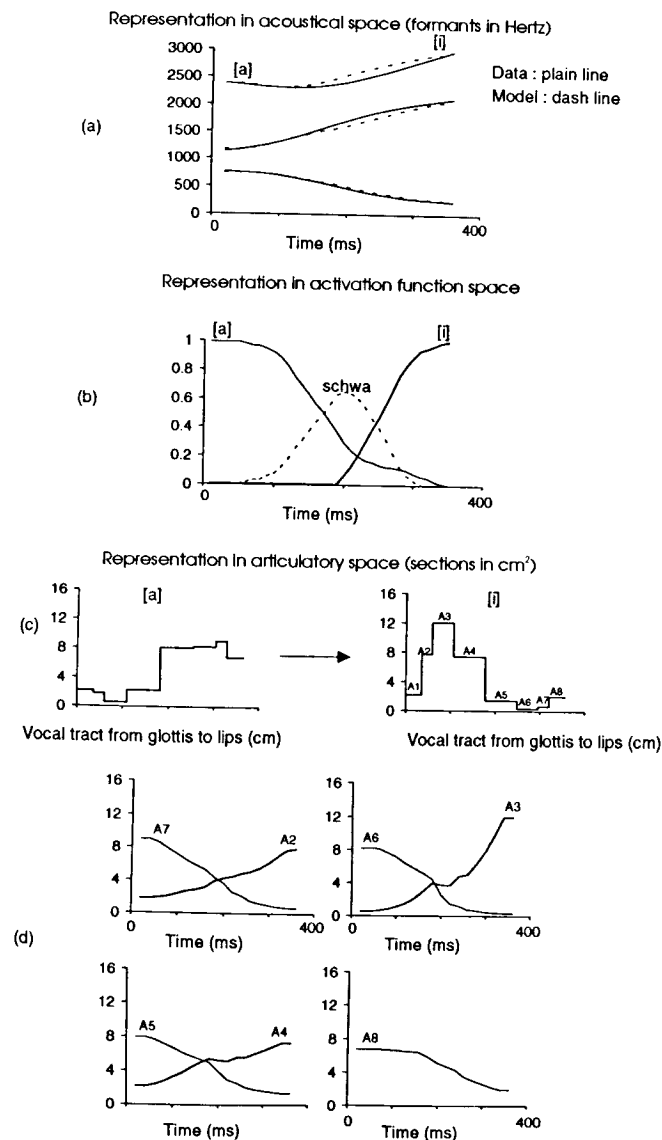 Representation in acoustical space (formants in Hertz)
(a)
3000
2500
2000
1500
1000
500
0
[a]
[i]
Data : plain line
Model : dash line
400
Time (ms)
Representation in activation function space
(b)
[a]
[i]
1
0.8
0.6
0.4
0.2
0
schwa
0
400
Time (ms)
Representation in articulatory space (sections in cm²)
(c)
16
12
8
4
0
[a]
Vocal tract from glottis to lips (cm)
16
12
8
4
0
[i]
A1
A2
A3
A4
A5
A6
A7
A8
Vocal tract from glottis to lips (cm)
(d)
16
12
8
4
0
A7
A2
0
400
Time (ms)
16
12
8
4
0
A6
A3
0
400
Time (ms)
16
12
8
4
0
A5
A4
Time (ms)
16
12
8
4
0
A8
Time (ms)